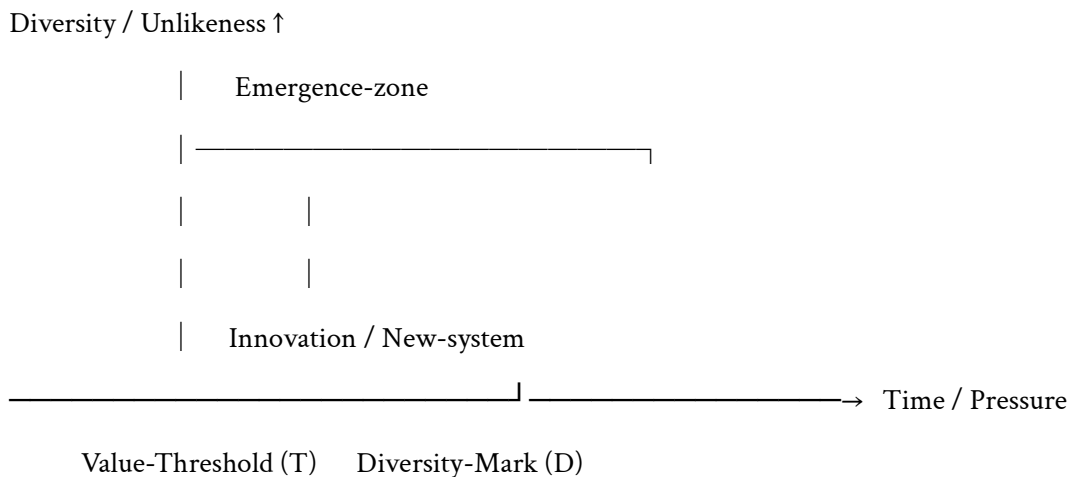 Diversity / Unlikeness ↑
Emergence-zone
Innovation / New-system
→ Time / Pressure
Value-Threshold (T) Diversity-Mark (D)